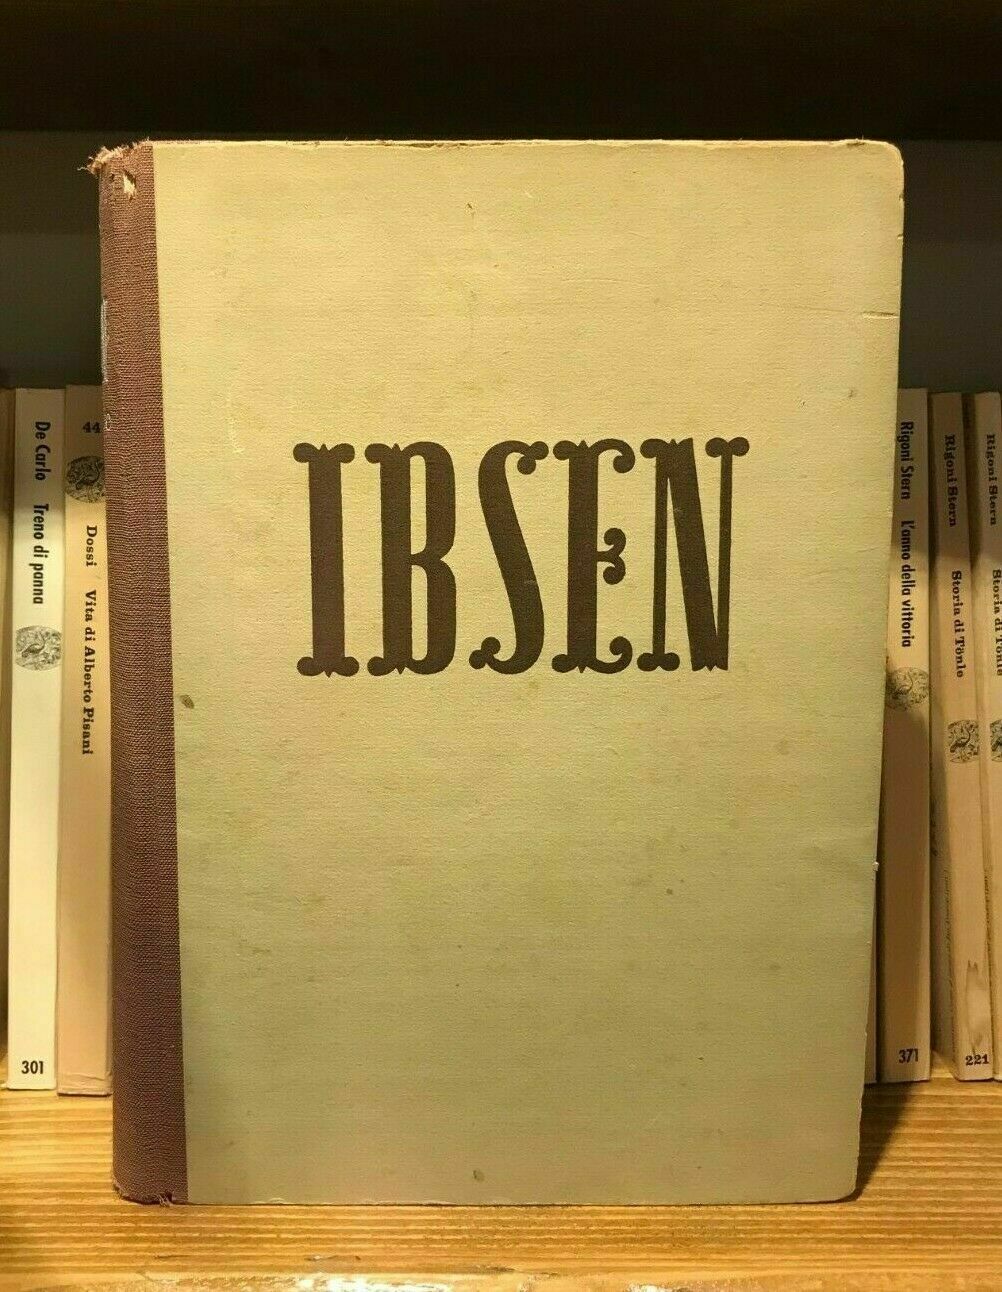 IBSEN
De Carlo Treno di panna
301
44
Dossi Vita di Alberto Pisani
Rigoni Stern L'anno della vittoria
371
Rigoni Stern Storia di Tönle
221
Rigoni Stern Storia di